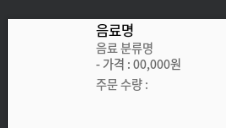 음료명
음료 분류명
- 가격 : 00,000원
주문 수량 :